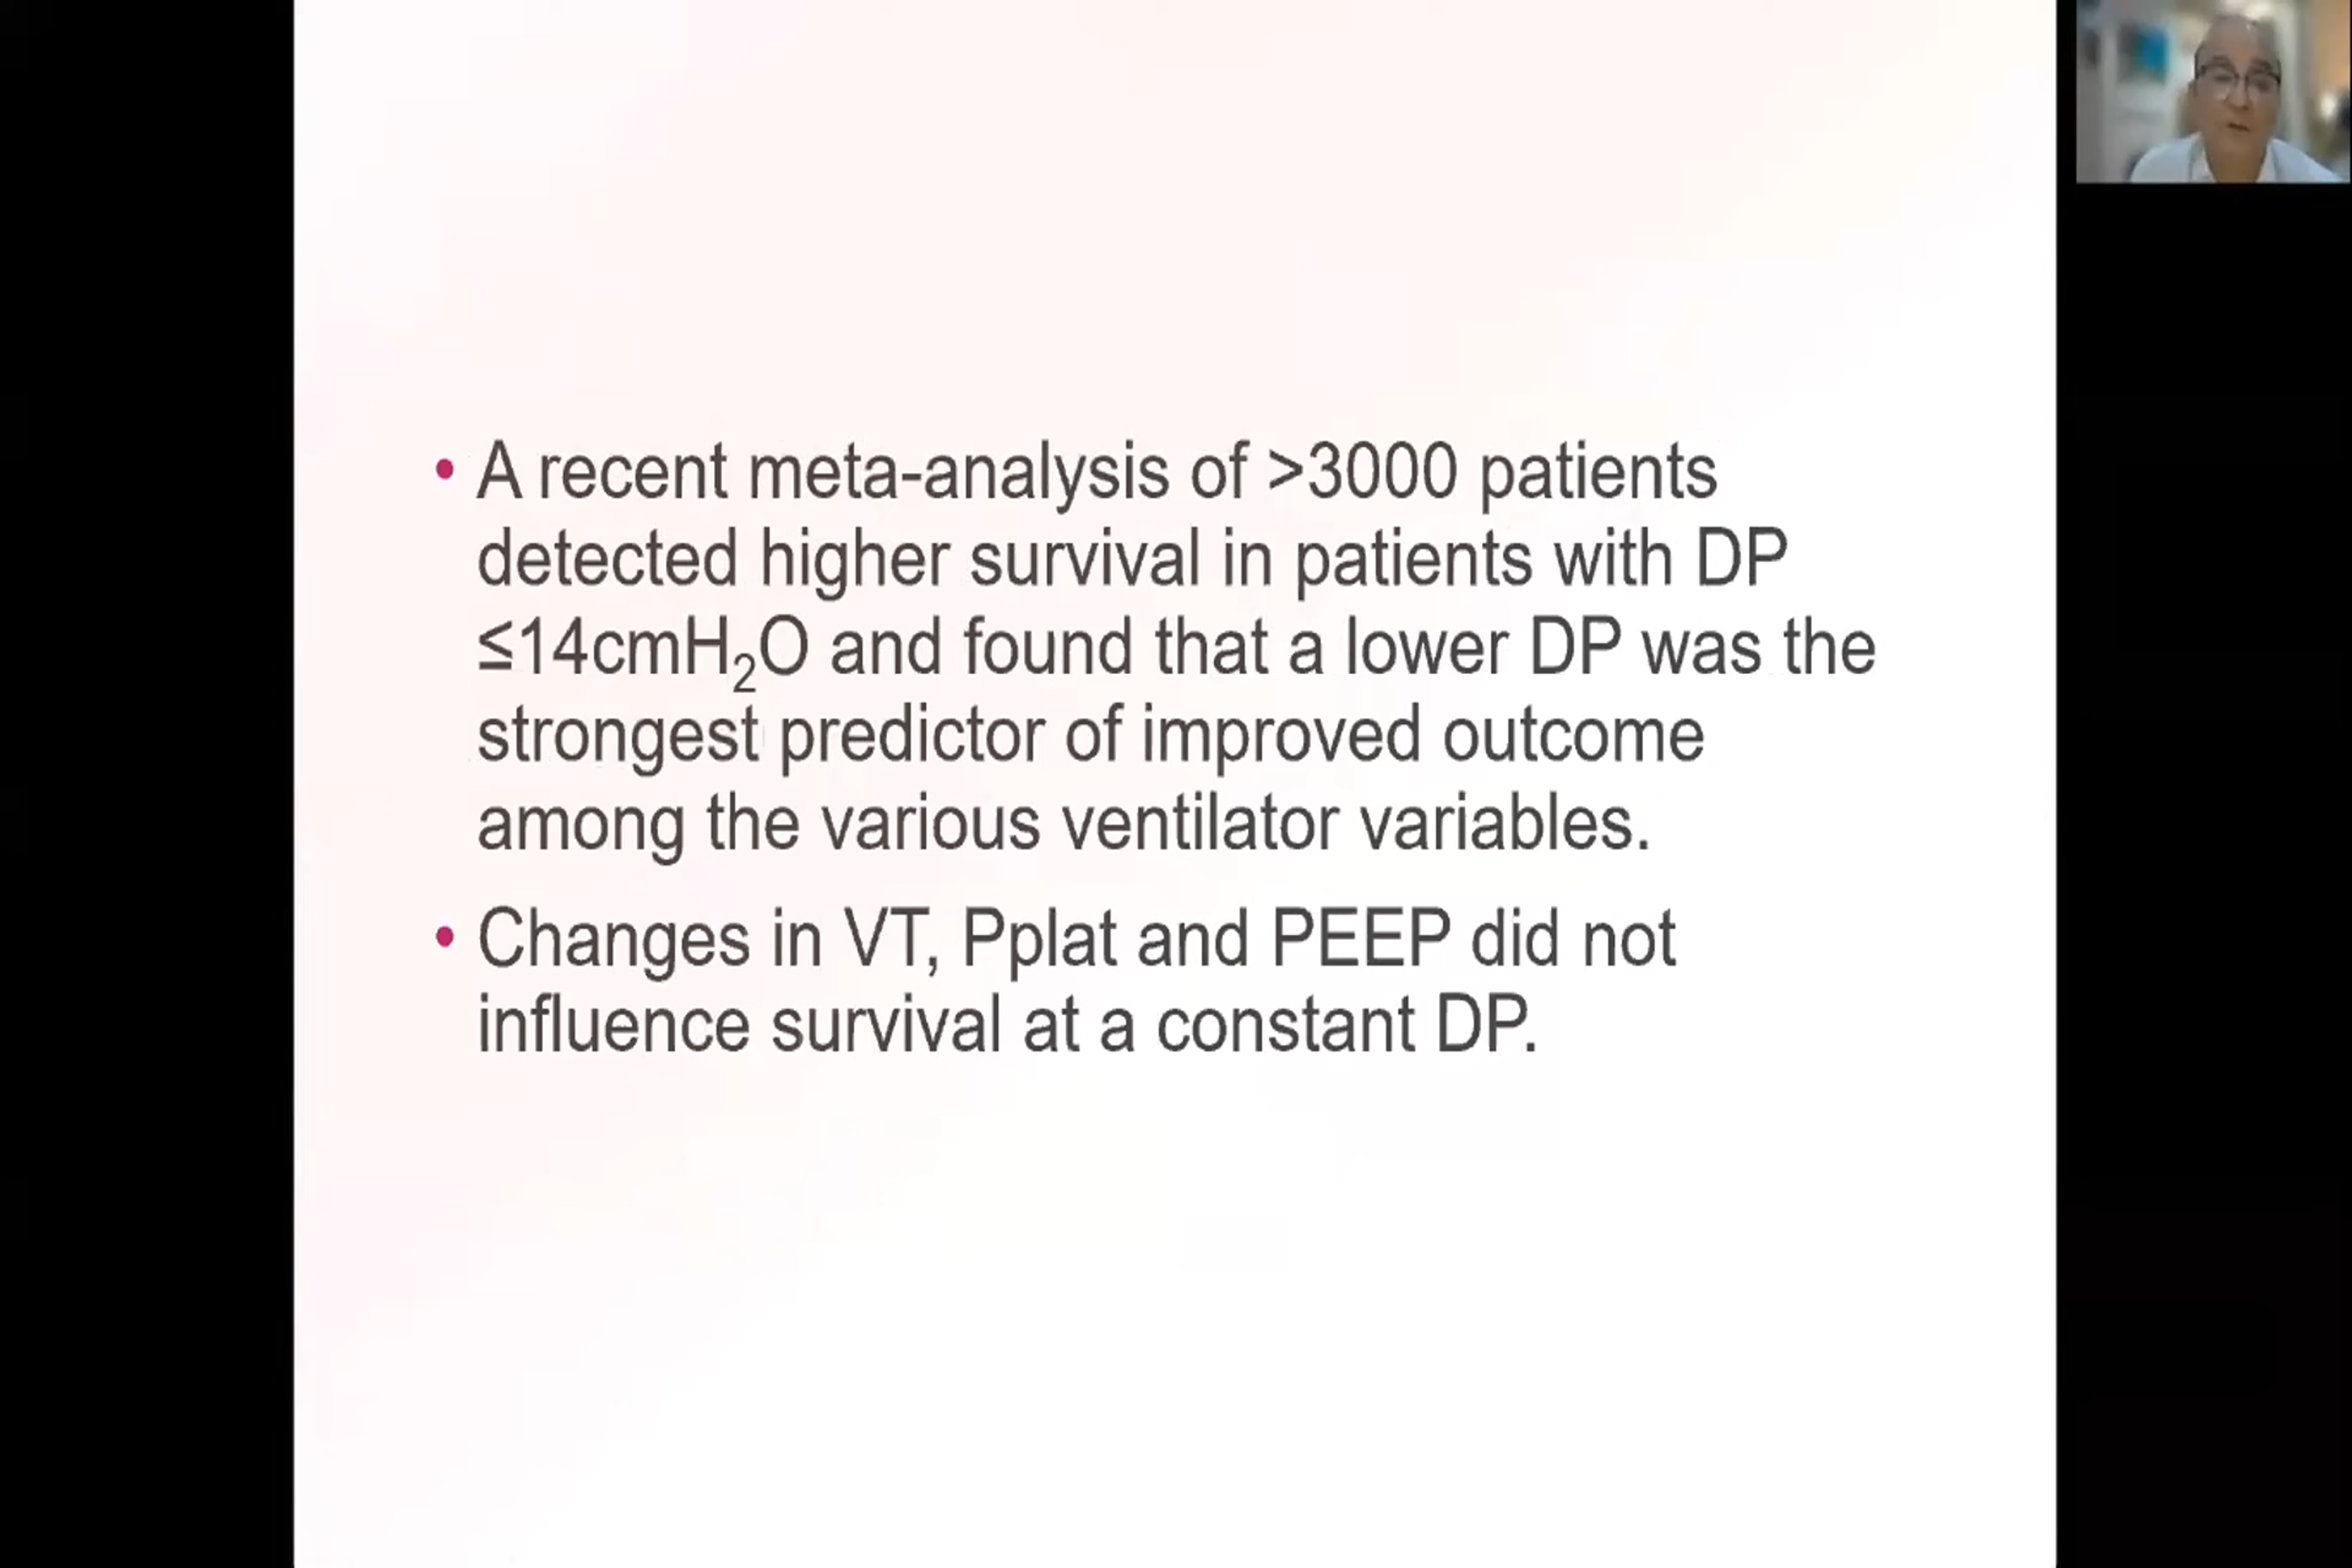 • A recent meta-analysis of >3000 patients
detected higher survival in patients with DP
≤14cmH₂O and found that a lower DP was the
strongest predictor of improved outcome
among the various ventilator variables.
• Changes in VT, Pplat and PEEP did not
influence survival at a constant DP.